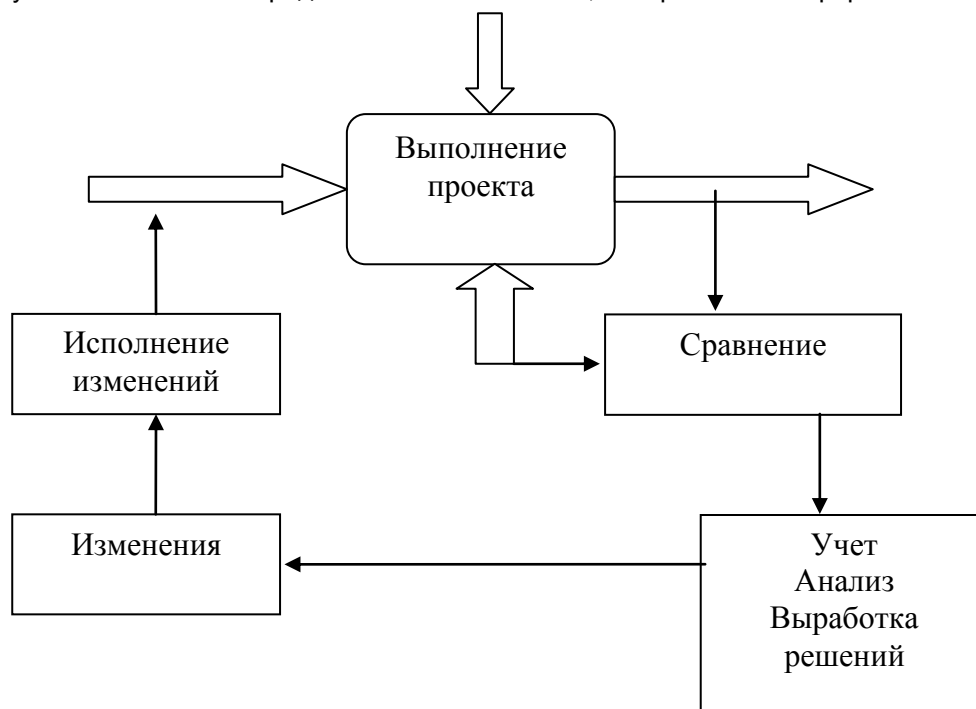 Выполнение
проекта
Исполнение
изменений
Сравнение
Изменения
Учет
Анализ
Выработка
решений